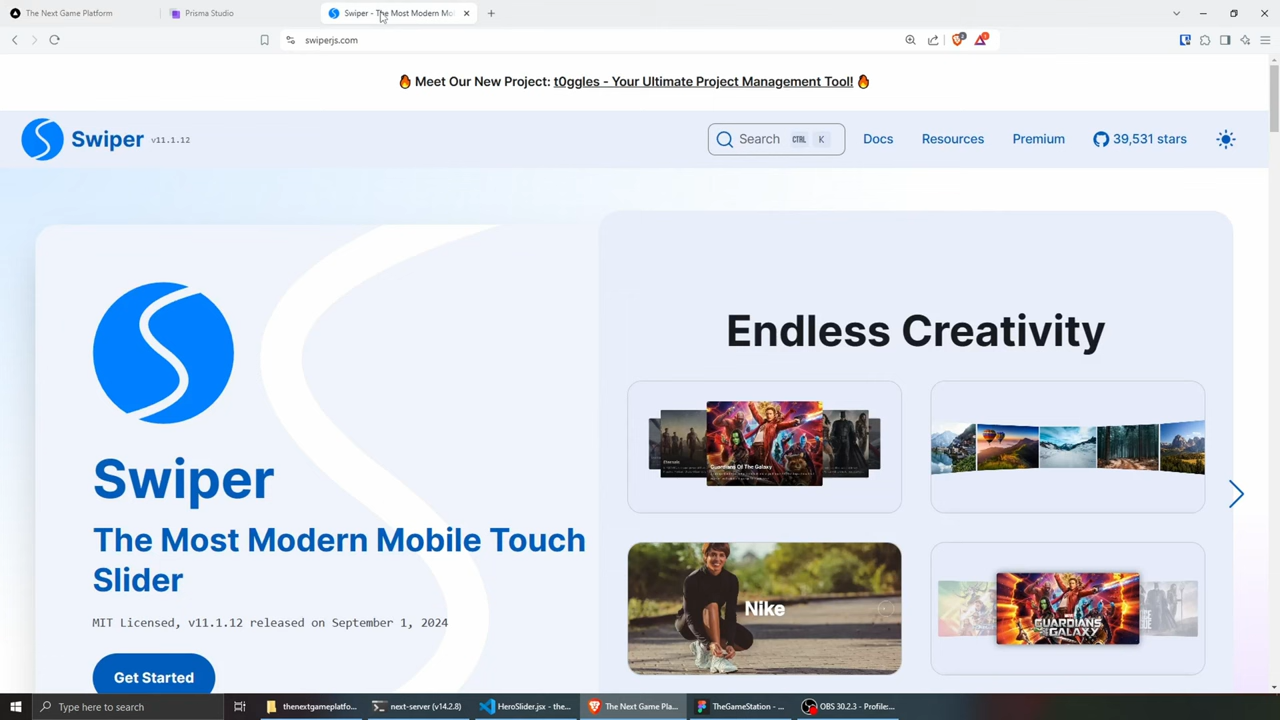 The Next Game Platform
Prisma Studio
Swiper - The Most Modern Mo
swiperjs.com
🔥 Meet Our New Project: t0ggles - Your Ultimate Project Management Tool! 🔥
Swiper v11.1.12
Search CTRL K
Docs
Resources
Premium
39,531 stars
Endless Creativity
Guardians Of The Galaxy
Swiper
The Most Modern Mobile Touch
Slider
Nike
GUARDIANS
GALAXY
MIT Licensed, v11.1.12 released on September 1, 2024
Get Started
Type here to search
thenextgameplatfo...
next-server (v14.2.8)
HeroSlider.jsx - the...
The Next Game Pla...
TheGameStation - ...
OBS 30.2.3 - Profile:...